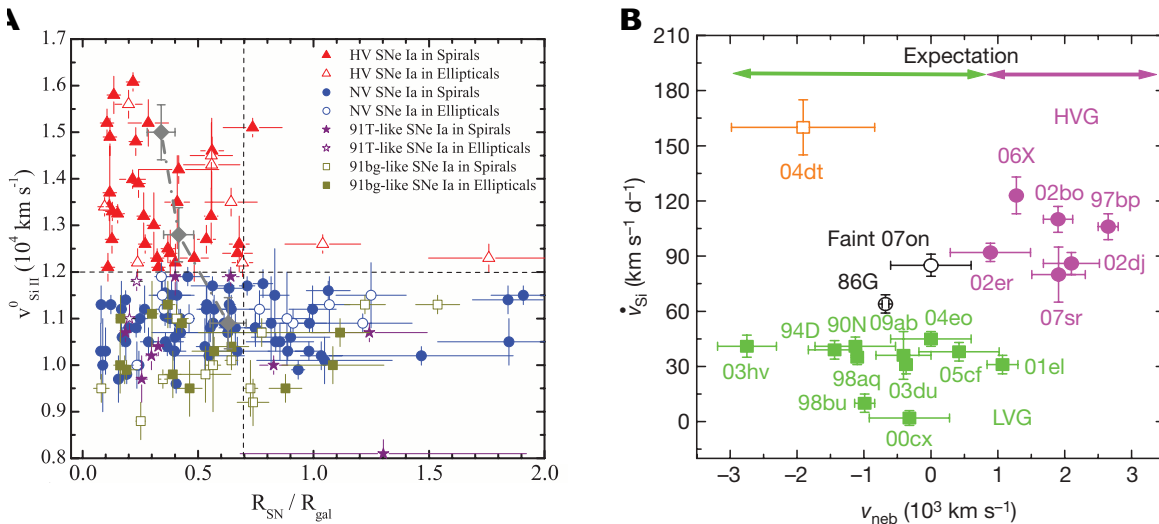 A
1.7
1.6
1.5
1.4
1.3
1.2
1.1
1.0
0.9
0.8
v⁰Si II (10⁴ km s⁻¹)
HV SNe Ia in Spirals
HV SNe Ia in Ellipticals
NV SNe Ia in Spirals
NV SNe Ia in Ellipticals
91T-like SNe Ia in Spirals
91T-like SNe Ia in Ellipticals
91bg-like SNe Ia in Spirals
91bg-like SNe Ia in Ellipticals
0.0 0.5 1.0 1.5 2.0
R_SN / R_gal
B
210
180
150
120
90
60
30
0
v̇Si (km s⁻¹ d⁻¹)
Expectation
HVG
04dt
06X
02bo
97bp
Faint 07on
02er
02dj
86G
07sr
94D
90N
09ab
04eo
03hv
98aq
03du
05cf
01el
98bu
00cx
LVG
−3 −2 −1 0 1 2 3
v_neb (10³ km s⁻¹)